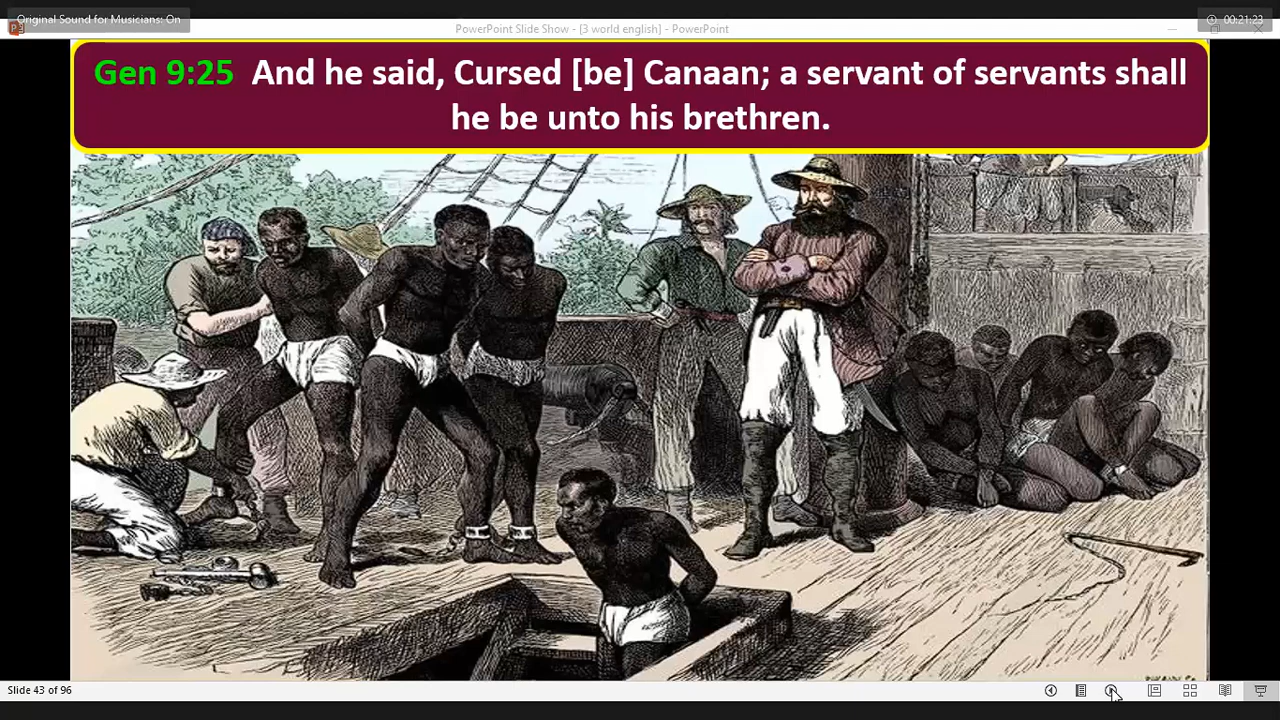 Original Sound for Musicians: On
00:21:23
PowerPoint Slide Show - [3 world english] - PowerPoint
Gen 9:25 And he said, Cursed [be] Canaan; a servant of servants shall
he be unto his brethren.
Slide 43 of 96